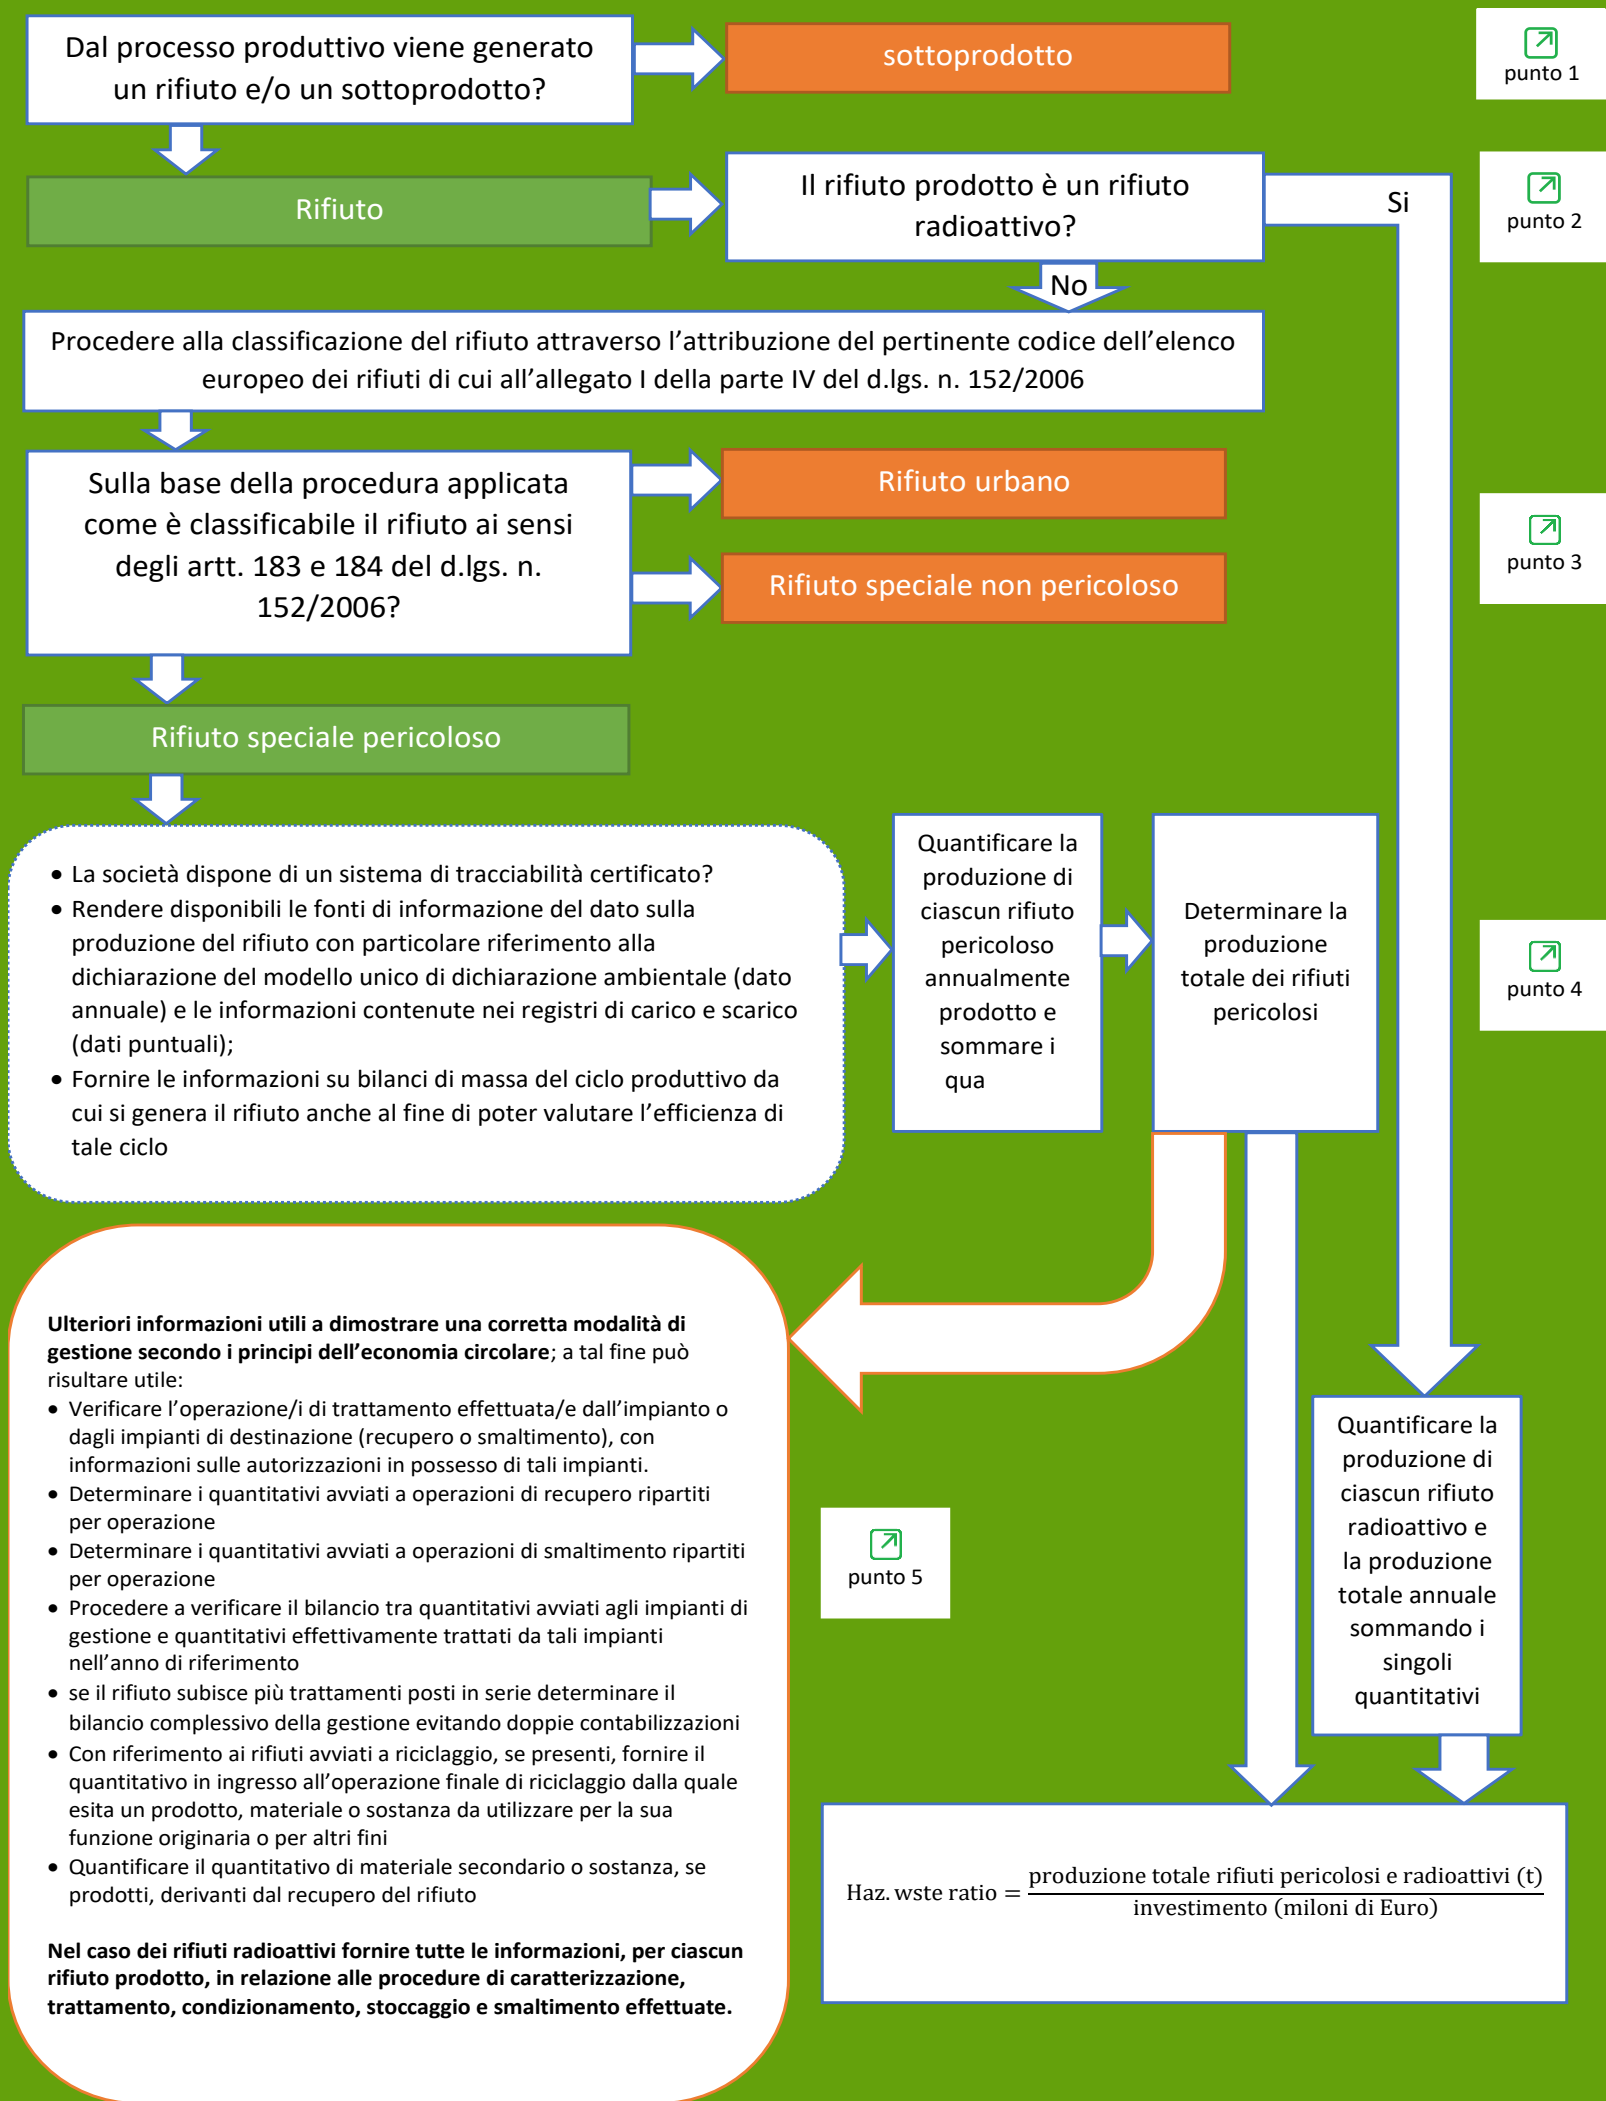 Dal processo produttivo viene generato
un rifiuto e/o un sottoprodotto?
sottoprodotto
punto 1
Rifiuto
Il rifiuto prodotto è un rifiuto
radioattivo?
Si
punto 2
No
Procedere alla classificazione del rifiuto attraverso l’attribuzione del pertinente codice dell’elenco
europeo dei rifiuti di cui all’allegato I della parte IV del d.lgs. n. 152/2006
Sulla base della procedura applicata
come è classificabile il rifiuto ai sensi
degli artt. 183 e 184 del d.lgs. n.
152/2006?
Rifiuto urbano
Rifiuto speciale non pericoloso
punto 3
Rifiuto speciale pericoloso
• La società dispone di un sistema di tracciabilità certificato?
• Rendere disponibili le fonti di informazione del dato sulla
produzione del rifiuto con particolare riferimento alla
dichiarazione del modello unico di dichiarazione ambientale (dato
annuale) e le informazioni contenute nei registri di carico e scarico
(dati puntuali);
• Fornire le informazioni su bilanci di massa del ciclo produttivo da
cui si genera il rifiuto anche al fine di poter valutare l’efficienza di
tale ciclo
Quantificare la
produzione di
ciascun rifiuto
pericoloso
annualmente
prodotto e
sommare i
qua
Determinare la
produzione
totale dei rifiuti
pericolosi
punto 4
Ulteriori informazioni utili a dimostrare una corretta modalità di
gestione secondo i principi dell’economia circolare; a tal fine può
risultare utile:
• Verificare l’operazione/i di trattamento effettuata/e dall’impianto o
dagli impianti di destinazione (recupero o smaltimento), con
informazioni sulle autorizzazioni in possesso di tali impianti.
• Determinare i quantitativi avviati a operazioni di recupero ripartiti
per operazione
• Determinare i quantitativi avviati a operazioni di smaltimento ripartiti
per operazione
• Procedere a verificare il bilancio tra quantitativi avviati agli impianti di
gestione e quantitativi effettivamente trattati da tali impianti
nell’anno di riferimento
• se il rifiuto subisce più trattamenti posti in serie determinare il
bilancio complessivo della gestione evitando doppie contabilizzazioni
• Con riferimento ai rifiuti avviati a riciclaggio, se presenti, fornire il
quantitativo in ingresso all’operazione finale di riciclaggio dalla quale
esita un prodotto, materiale o sostanza da utilizzare per la sua
funzione originaria o per altri fini
• Quantificare il quantitativo di materiale secondario o sostanza, se
prodotti, derivanti dal recupero del rifiuto
Nel caso dei rifiuti radioattivi fornire tutte le informazioni, per ciascun
rifiuto prodotto, in relazione alle procedure di caratterizzazione,
trattamento, condizionamento, stoccaggio e smaltimento effettuate.
punto 5
Quantificare la
produzione di
ciascun rifiuto
radioattivo e
la produzione
totale annuale
sommando i
singoli
quantitativi
Haz. wste ratio = produzione totale rifiuti pericolosi e radioattivi (t)
investimento (miloni di Euro)